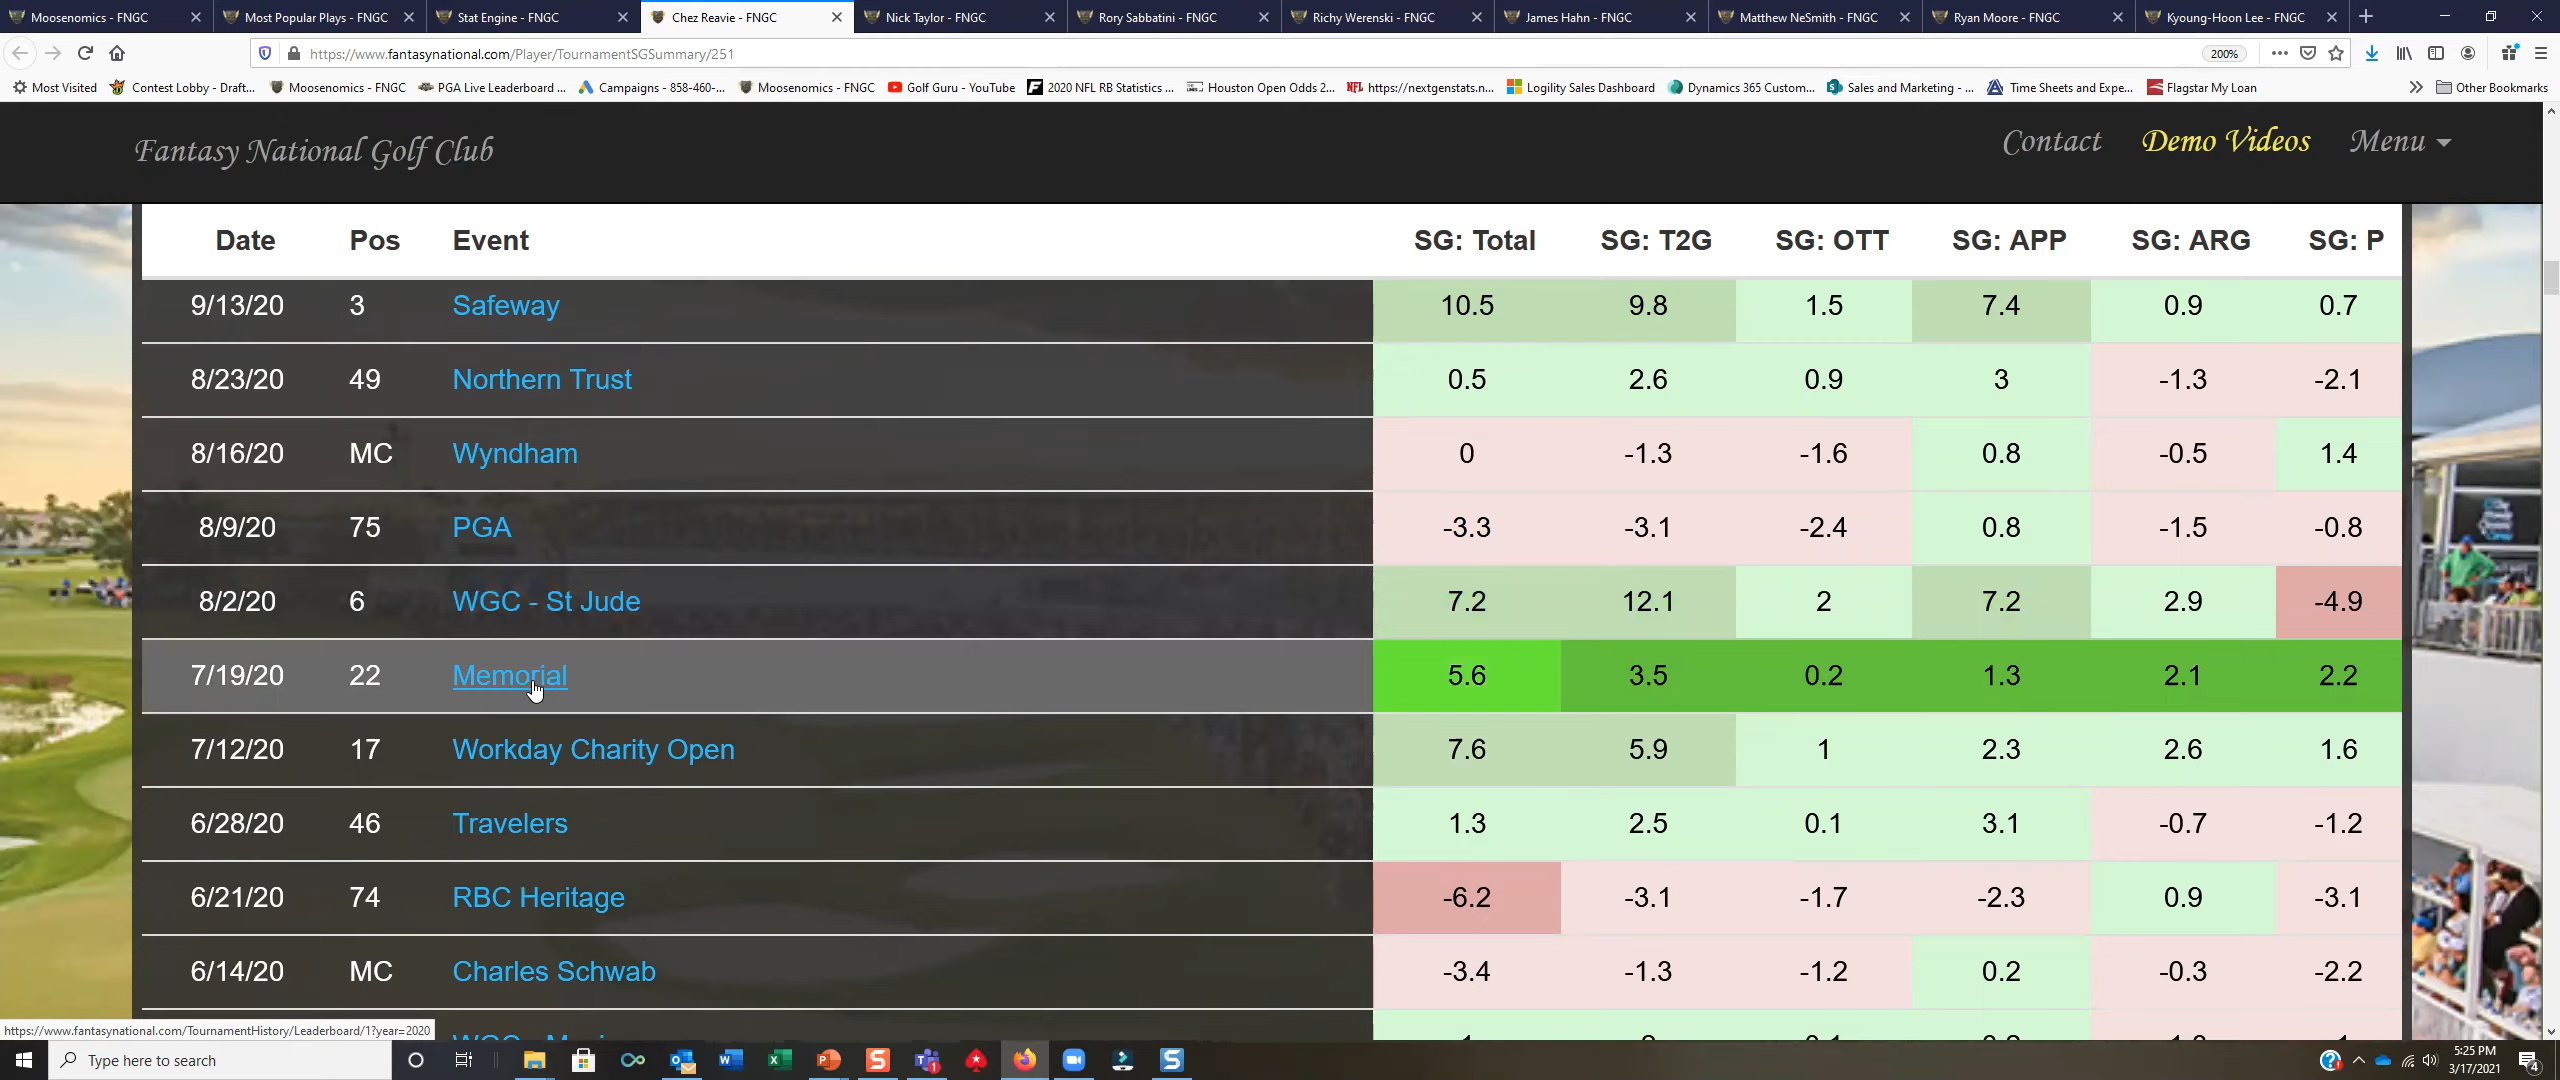 Moosenomics - FNGC Most Popular Plays - FNGC Stat Engine - FNGC Chez Reavie - FNGC Nick Taylor - FNGC Rory Sabbatini - FNGC Richy Werenski - FNGC James Hahn - FNGC Matthew NeSmith - FNGC Ryan Moore - FNGC Kyoung-Hoon Lee - FNGC
https://www.fantasynational.com/Player/TournamentSGSummary/251 200%
Most Visited Contest Lobby - Draft... Moosenomics - FNGC PGA Live Leaderboard ... Campaigns - 858-460-... Moosenomics - FNGC Golf Guru - YouTube 2020 NFL RB Statistics ... Houston Open Odds 2... https://nextgenstats.n... Logility Sales Dashboard Dynamics 365 Custom... Sales and Marketing - ... Time Sheets and Expe... Flagstar My Loan Other Bookmarks
Fantasy National Golf Club Contact Demo Videos Menu
Date Pos Event SG: Total SG: T2G SG: OTT SG: APP SG: ARG SG: P
9/13/20 3 Safeway 10.5 9.8 1.5 7.4 0.9 0.7
8/23/20 49 Northern Trust 0.5 2.6 0.9 3 -1.3 -2.1
8/16/20 MC Wyndham 0 -1.3 -1.6 0.8 -0.5 1.4
8/9/20 75 PGA -3.3 -3.1 -2.4 0.8 -1.5 -0.8
8/2/20 6 WGC - St Jude 7.2 12.1 2 7.2 2.9 -4.9
7/19/20 22 Memorial 5.6 3.5 0.2 1.3 2.1 2.2
7/12/20 17 Workday Charity Open 7.6 5.9 1 2.3 2.6 1.6
6/28/20 46 Travelers 1.3 2.5 0.1 3.1 -0.7 -1.2
6/21/20 74 RBC Heritage -6.2 -3.1 -1.7 -2.3 0.9 -3.1
6/14/20 MC Charles Schwab -3.4 -1.3 -1.2 0.2 -0.3 -2.2
https://www.fantasynational.com/TournamentHistory/Leaderboard/1?year=2020
Type here to search 5:25 PM
3/17/2021